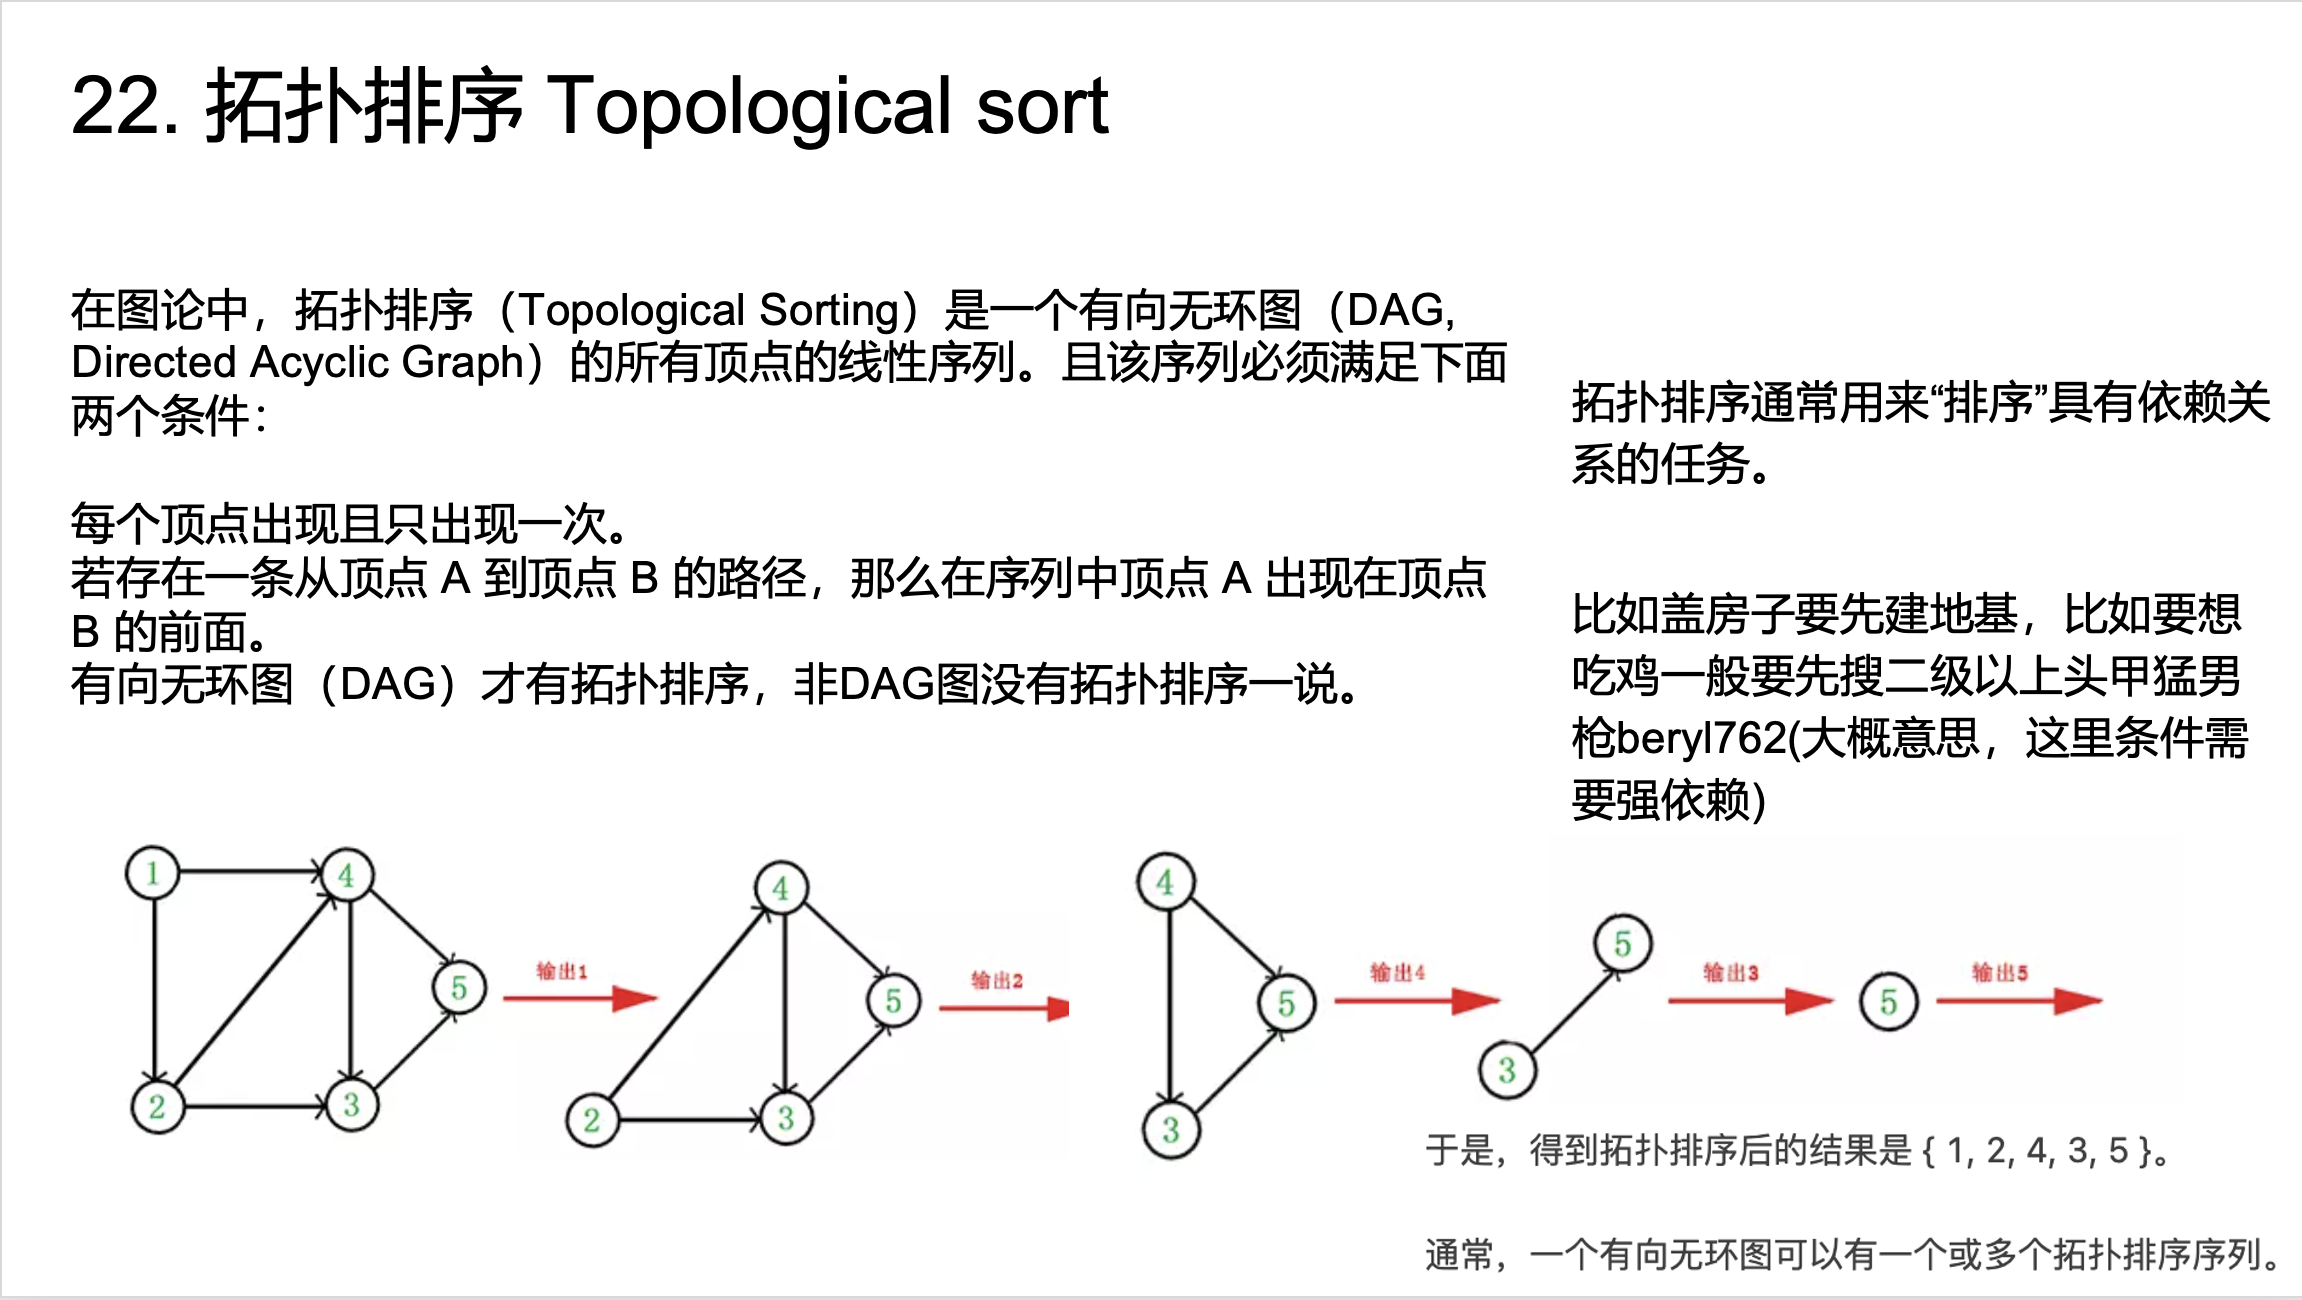 22. 拓扑排序 Topological sort
在图论中，拓扑排序（Topological Sorting）是一个有向无环图（DAG,
Directed Acyclic Graph）的所有顶点的线性序列。且该序列必须满足下面
两个条件：
每个顶点出现且只出现一次。
若存在一条从顶点 A 到顶点 B 的路径，那么在序列中顶点 A 出现在顶点
B 的前面。
有向无环图（DAG）才有拓扑排序，非DAG图没有拓扑排序一说。
拓扑排序通常用来“排序”具有依赖关
系的任务。
比如盖房子要先建地基，比如要想
吃鸡一般要先搜二级以上头甲猛男
枪beryl762(大概意思，这里条件需
要强依赖)
1
4
5
2
3
输出1
4
5
2
3
输出2
4
5
3
输出4
5
3
输出3
5
输出5
于是，得到拓扑排序后的结果是 { 1, 2, 4, 3, 5 }。
通常，一个有向无环图可以有一个或多个拓扑排序序列。